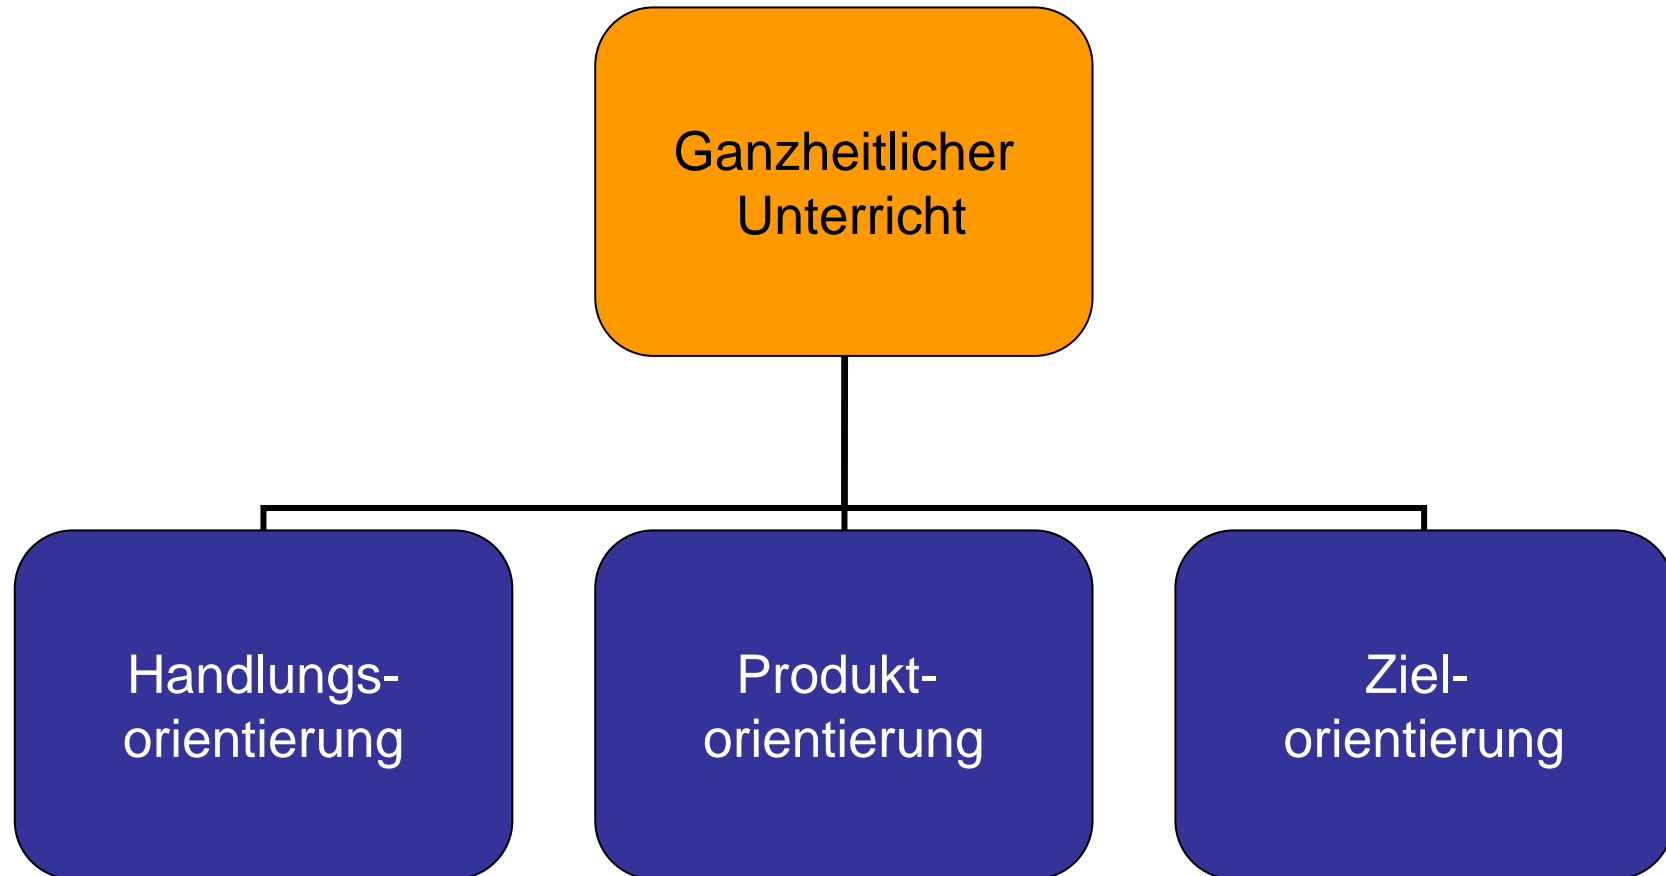 Ganzheitlicher
Unterricht
Handlungs-
orientierung
Produkt-
orientierung
Ziel-
orientierung